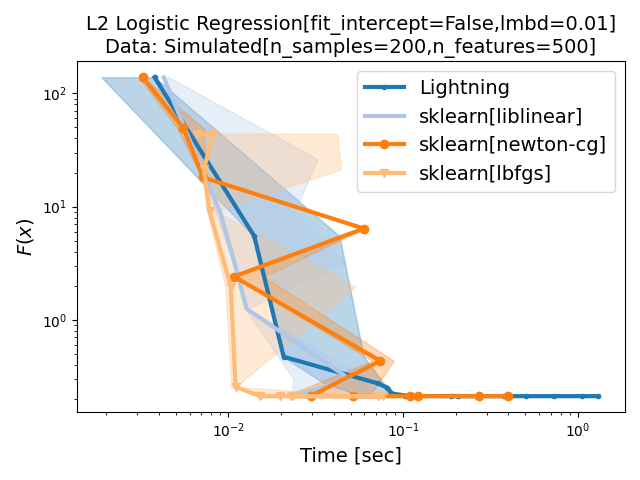 L2 Logistic Regression[fit_intercept=False,lmbd=0.01]
Data: Simulated[n_samples=200,n_features=500]
Lightning
sklearn[liblinear]
sklearn[newton-cg]
sklearn[lbfgs]
F(x)
10²
10¹
10⁰
10⁻²
10⁻¹
10⁰
Time [sec]